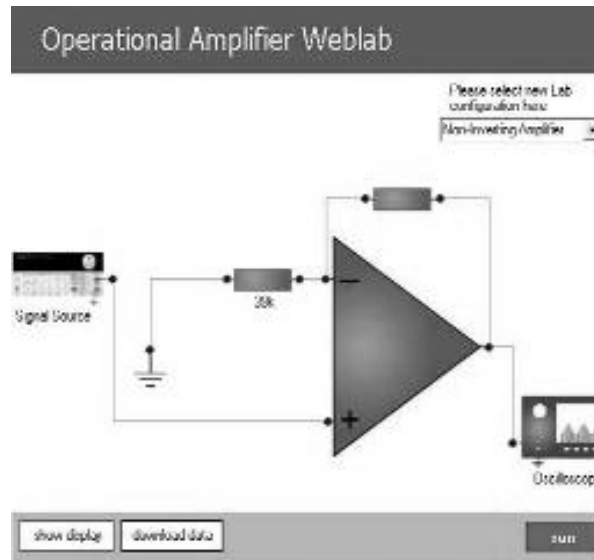 Operational Amplifier Weblab
Please select new Lab
configuration here
Non-Inverting Amplifier
Signal Source
Oscilloscop
show display
download data
run